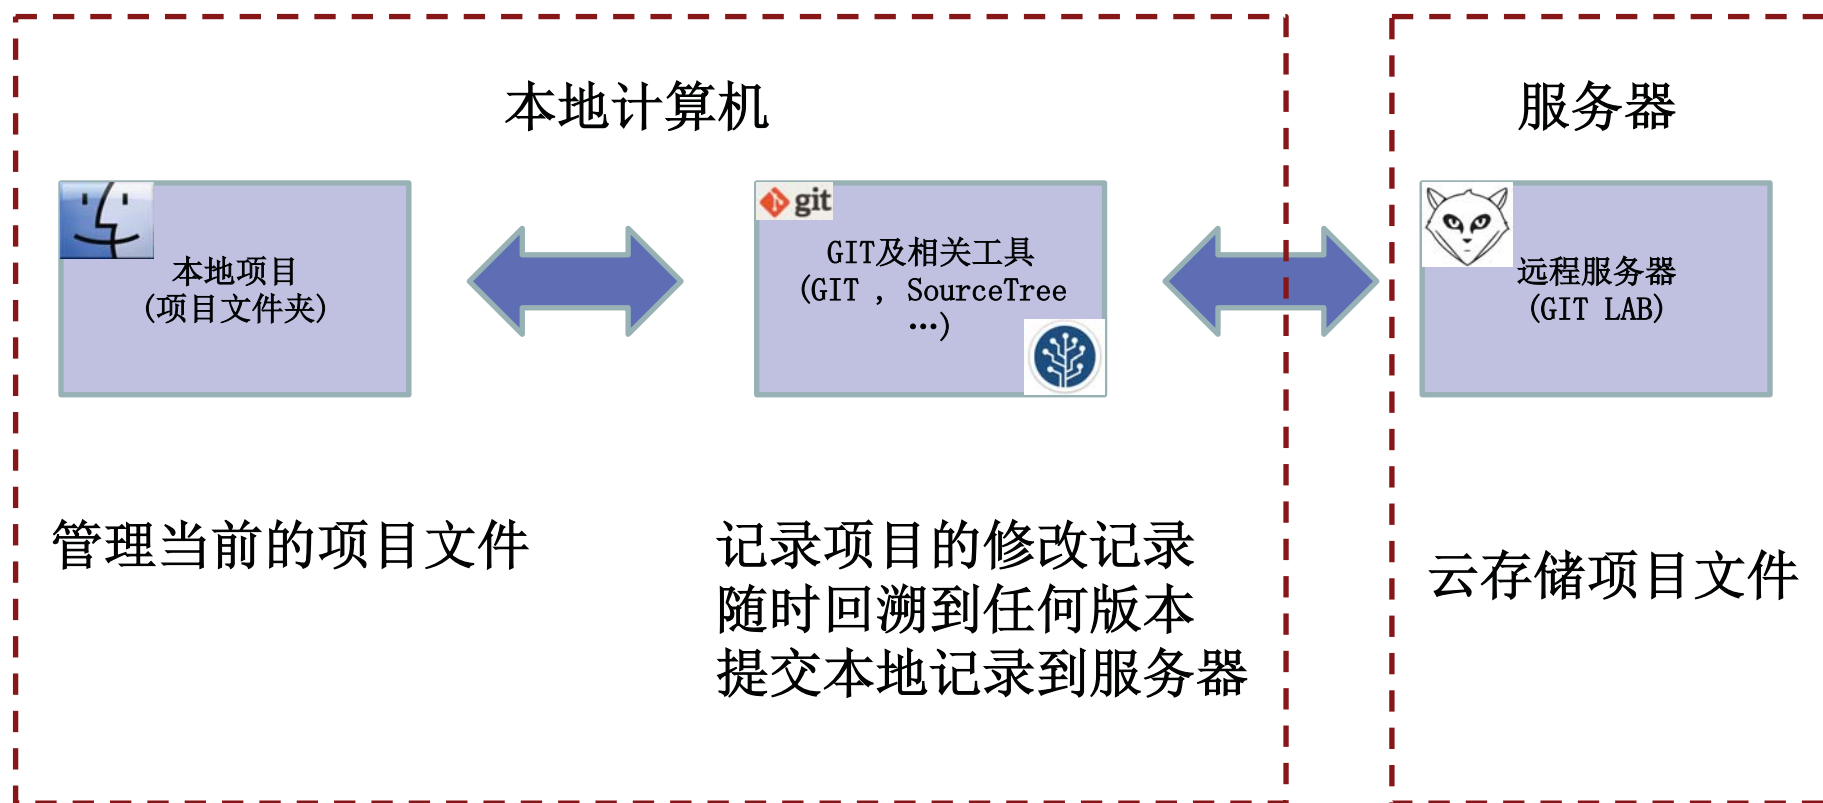 本地计算机
服务器
本地项目
(项目文件夹)
git
GIT及相关工具
(GIT , SourceTree
…)
远程服务器
(GIT LAB)
管理当前的项目文件
记录项目的修改记录
随时回溯到任何版本
提交本地记录到服务器
云存储项目文件